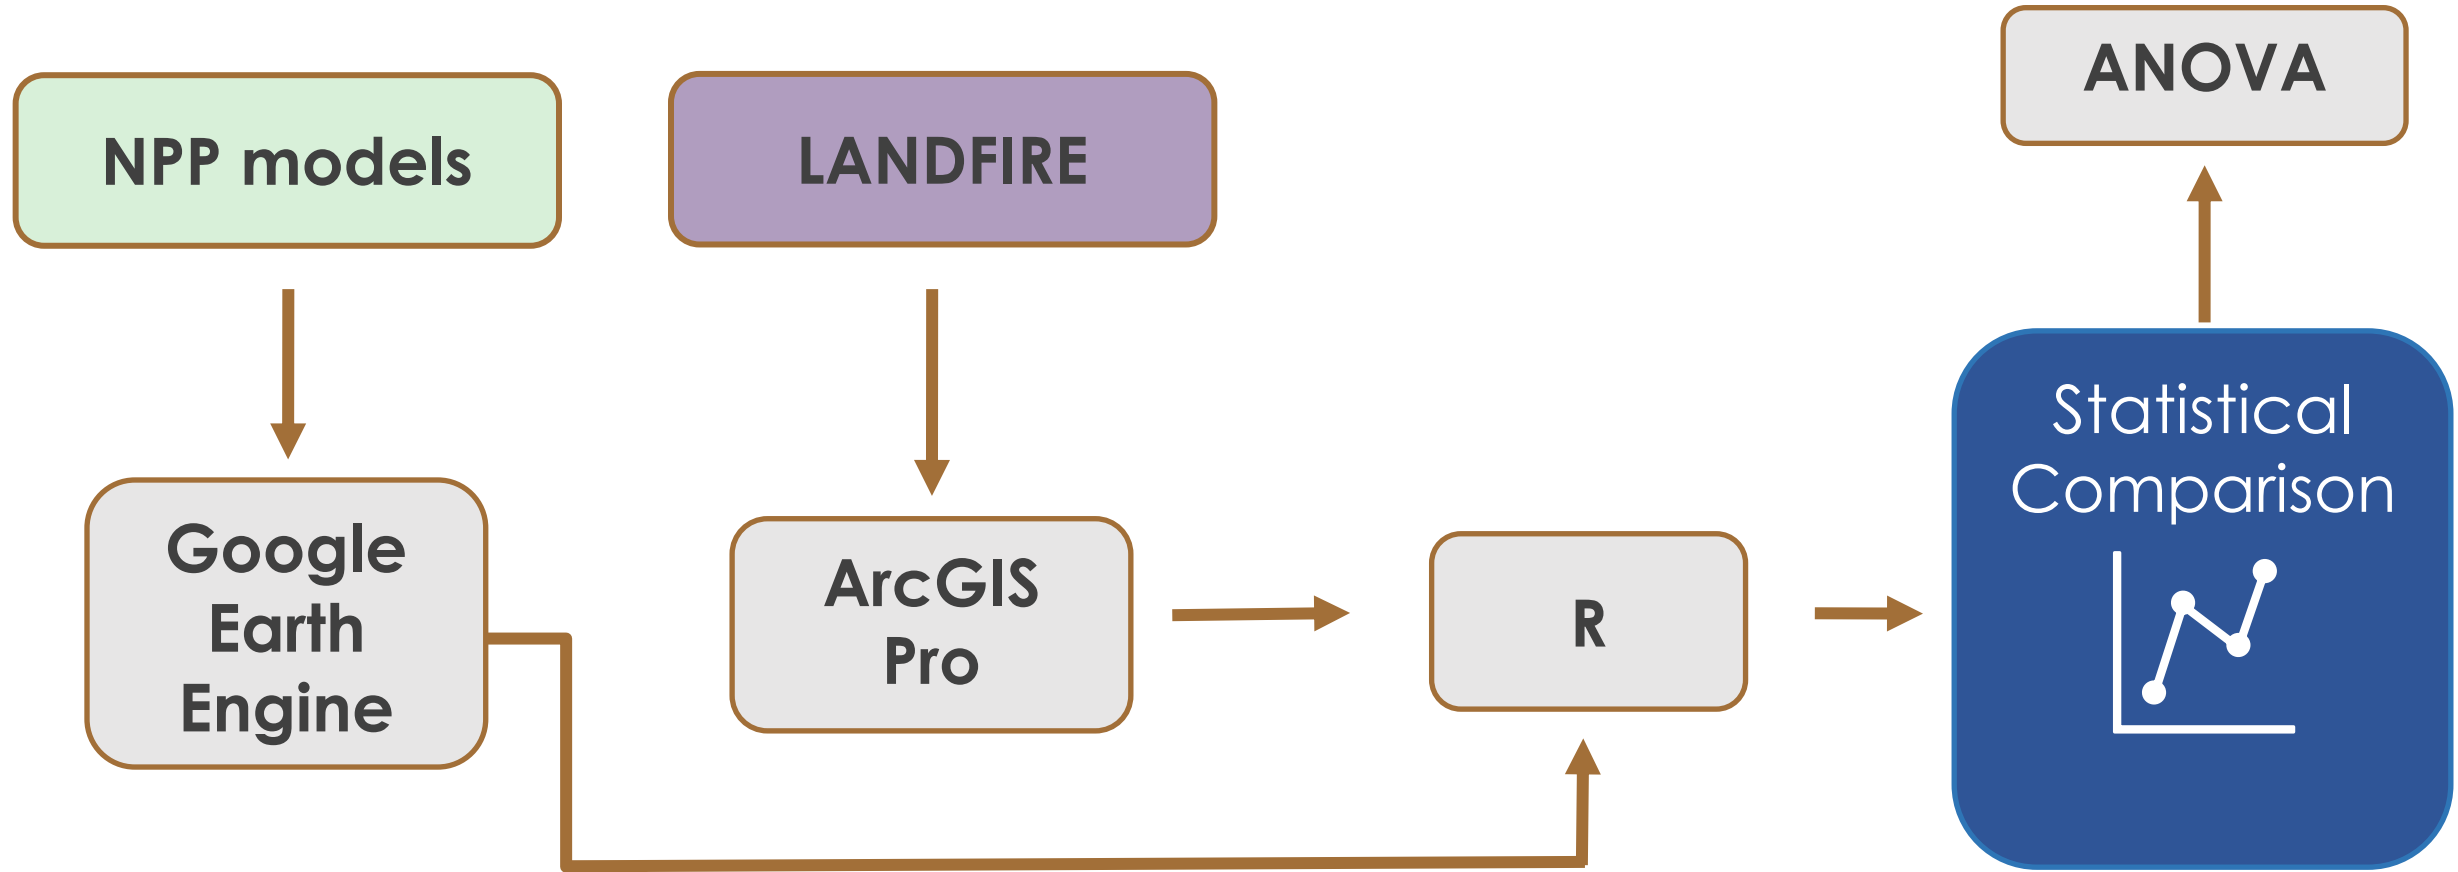 NPP models
LANDFIRE
ANOVA
Google
Earth
Engine
ArcGIS
Pro
R
Statistical
Comparison